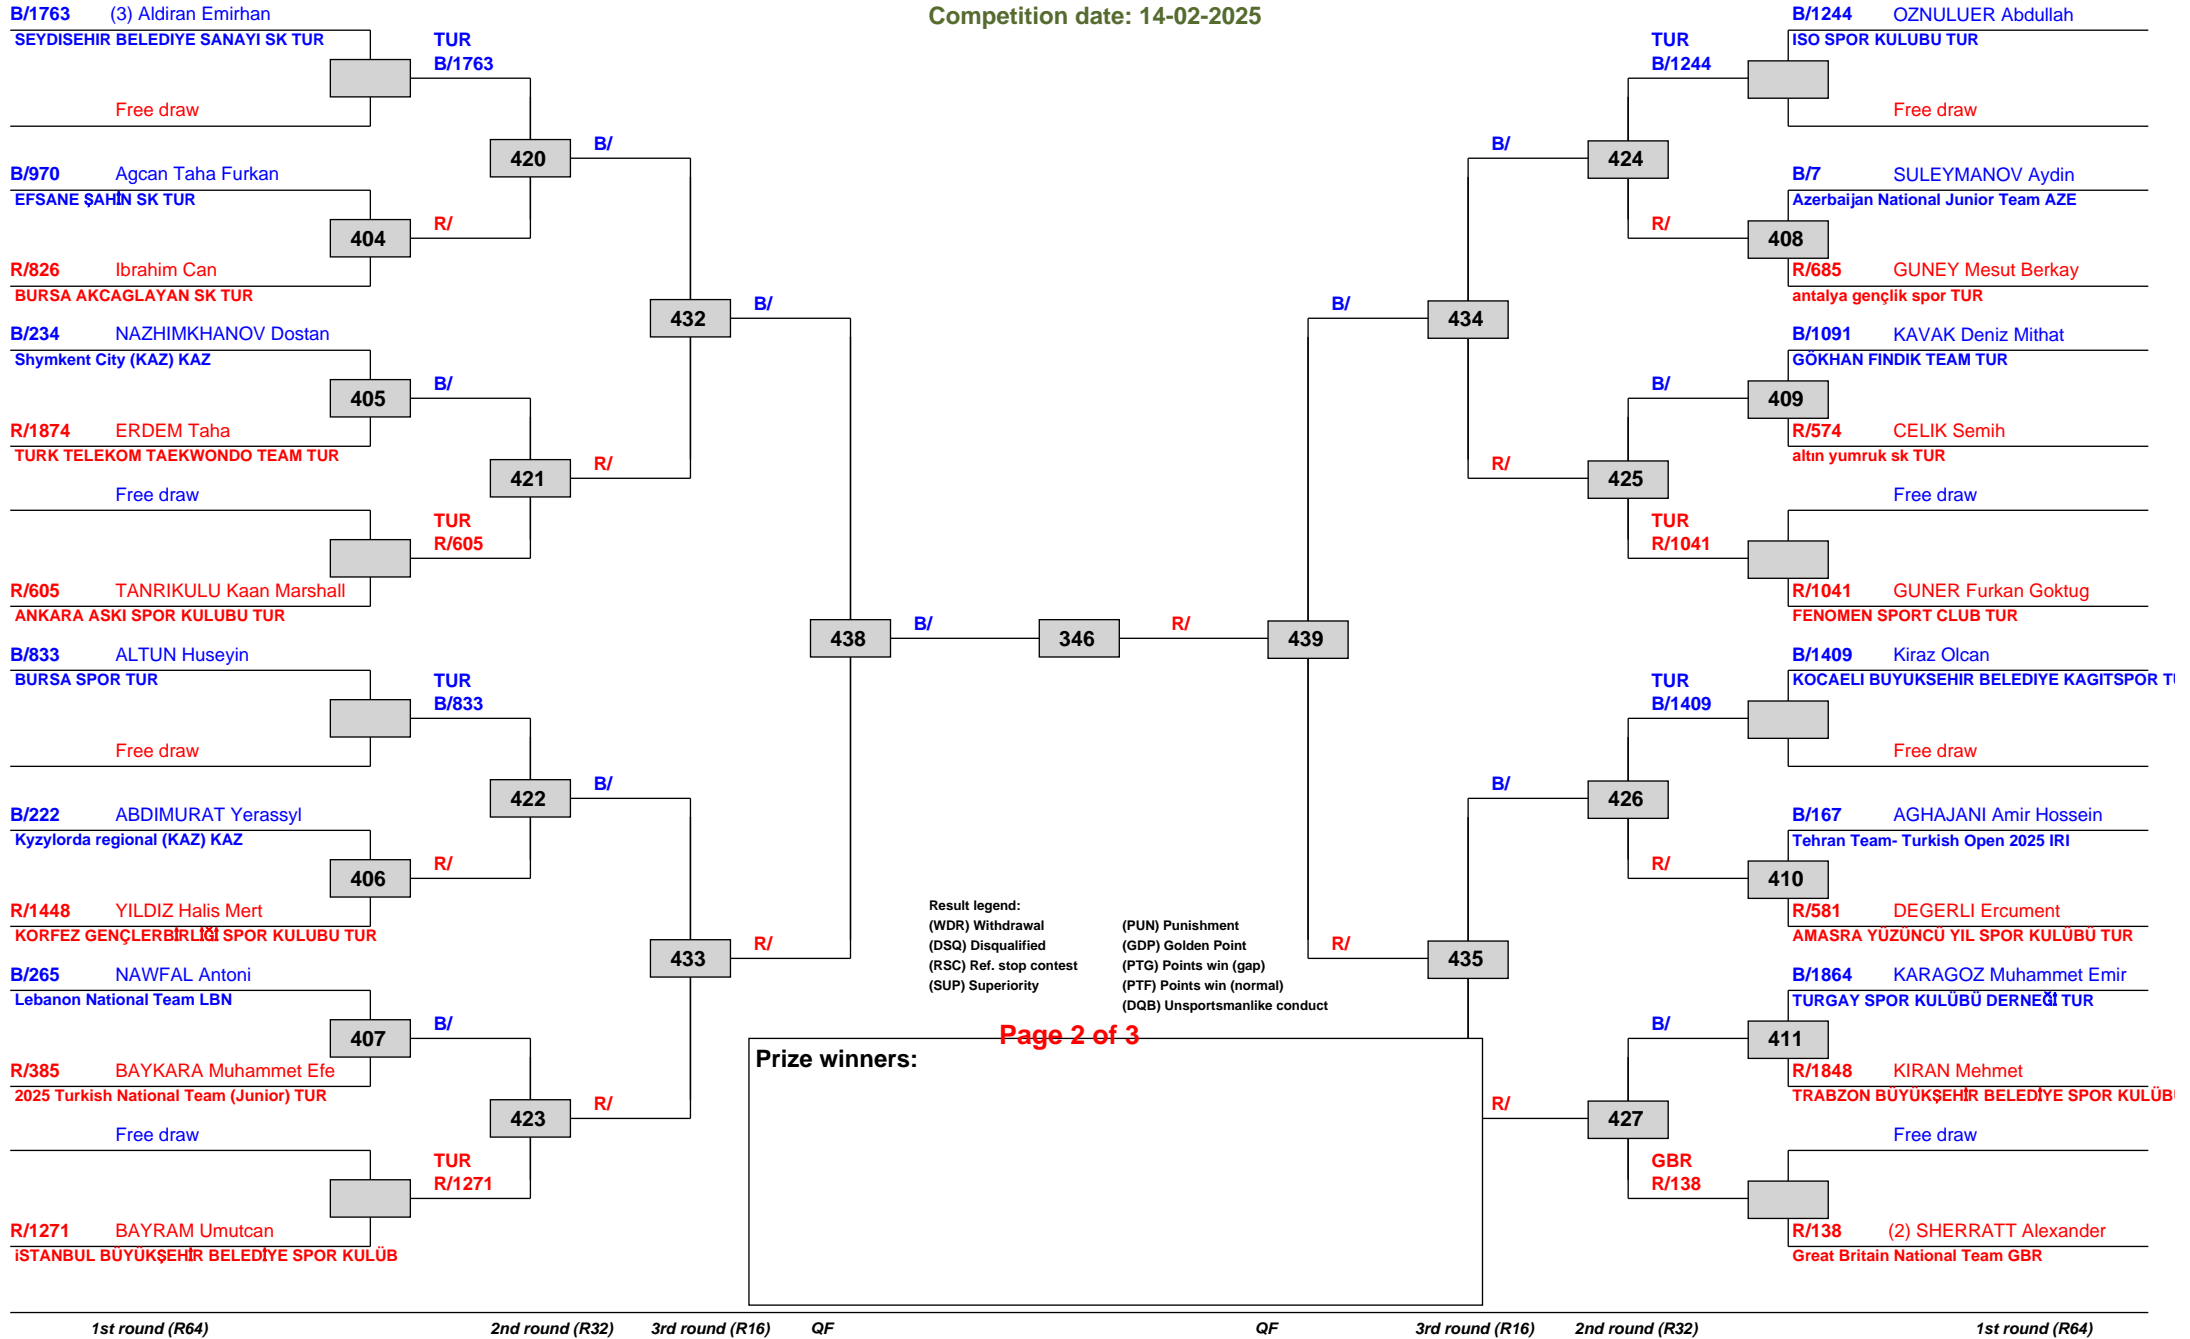 Competition date: 14-02-2025
B/1763 (3) Aldiran Emirhan
SEYDISEHIR BELEDIYE SANAYI SK TUR
TUR
B/1763
Free draw
420
B/
B/970 Agcan Taha Furkan
EFSANE ŞAHİN SK TUR
404
R/
R/826 Ibrahim Can
BURSA AKCAGLAYAN SK TUR
432
B/
B/234 NAZHIMKHANOV Dostan
Shymkent City (KAZ) KAZ
405
B/
R/1874 ERDEM Taha
TURK TELEKOM TAEKWONDO TEAM TUR
421
R/
Free draw
TUR
R/605
R/605 TANRIKULU Kaan Marshall
ANKARA ASKI SPOR KULUBU TUR
438
B/
346
R/
439
B/833 ALTUN Huseyin
BURSA SPOR TUR
TUR
B/833
Free draw
422
B/
B/222 ABDIMURAT Yerassyl
Kyzylorda regional (KAZ) KAZ
406
R/
R/1448 YILDIZ Halis Mert
KORFEZ GENÇLERBİRLİĞİ SPOR KULUBU TUR
433
R/
B/265 NAWFAL Antoni
Lebanon National Team LBN
407
B/
R/385 BAYKARA Muhammet Efe
2025 Turkish National Team (Junior) TUR
423
R/
Free draw
TUR
R/1271
R/1271 BAYRAM Umutcan
iSTANBUL BÜYÜKŞEHİR BELEDİYE SPOR KULÜB
B/1244 OZNULUER Abdullah
ISO SPOR KULUBU TUR
TUR
B/1244
Free draw
B/
424
B/7 SULEYMANOV Aydin
Azerbaijan National Junior Team AZE
R/
408
R/685 GUNEY Mesut Berkay
antalya gençlik spor TUR
B/
434
B/1091 KAVAK Deniz Mithat
GÖKHAN FINDIK TEAM TUR
B/
409
R/574 CELIK Semih
altın yumruk sk TUR
R/
425
Free draw
TUR
R/1041
R/1041 GUNER Furkan Goktug
FENOMEN SPORT CLUB TUR
B/1409 Kiraz Olcan
KOCAELI BUYUKSEHIR BELEDIYE KAGITSPOR TU
TUR
B/1409
Free draw
B/
426
B/167 AGHAJANI Amir Hossein
Tehran Team- Turkish Open 2025 IRI
R/
410
R/581 DEGERLI Ercument
AMASRA YÜZÜNCÜ YIL SPOR KULÜBÜ TUR
R/
435
B/1864 KARAGOZ Muhammet Emir
TURGAY SPOR KULÜBÜ DERNEĞİ TUR
B/
411
R/1848 KIRAN Mehmet
TRABZON BÜYÜKŞEHİR BELEDİYE SPOR KULÜB
R/
427
Free draw
GBR
R/138
R/138 (2) SHERRATT Alexander
Great Britain National Team GBR
Result legend:
(WDR) Withdrawal (PUN) Punishment
(DSQ) Disqualified (GDP) Golden Point
(RSC) Ref. stop contest (PTG) Points win (gap)
(SUP) Superiority (PTF) Points win (normal)
(DQB) Unsportsmanlike conduct
Page 2 of 3
Prize winners:
1st round (R64) 2nd round (R32) 3rd round (R16) QF QF 3rd round (R16) 2nd round (R32) 1st round (R64)